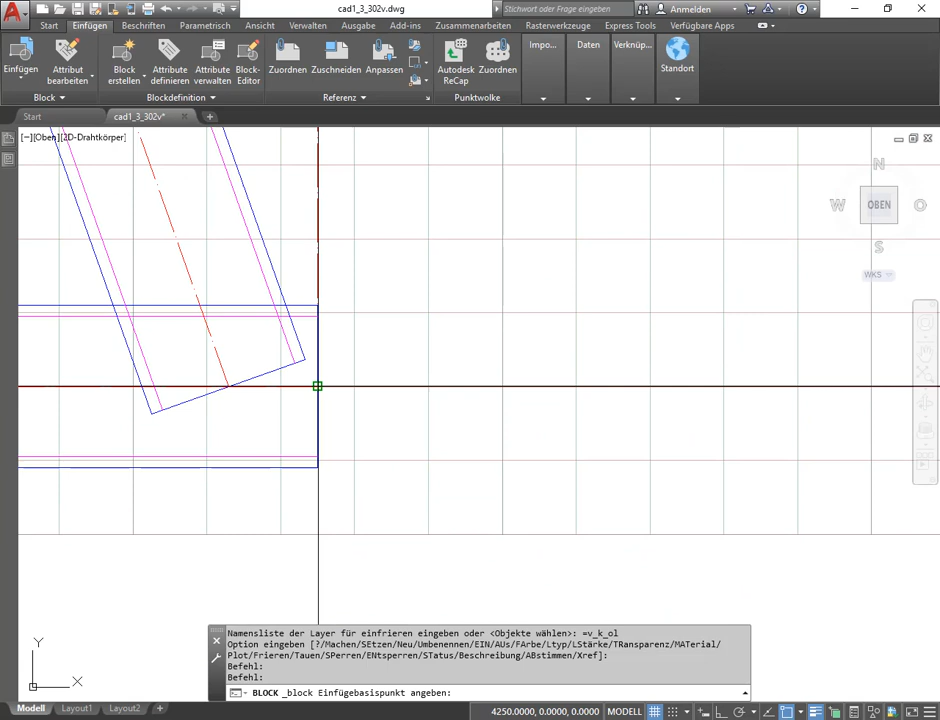 A
cad1_3_302v.dwg
Stichwort oder Frage eingeben
Anmelden
Start
Einfügen
Beschriften
Parametrisch
Ansicht
Verwalten
Ausgabe
Add-ins
Zusammenarbeiten
Rasterwerkzeuge
Express Tools
Verfügbare Apps
Einfügen
Attribut bearbeiten
Block erstellen
Attribute definieren
Attribute verwalten
Block-Editor
Zuordnen
Zuschneiden
Anpassen
Autodesk ReCap
Zuordnen
Impo...
Daten
Verknüp...
Standort
Block
Blockdefinition
Referenz
Punktwolke
Start
cad1_3_302v*
[−][Oben][2D-Drahtkörper]
N
W
OBEN
O
S
WKS
Y
X
Namensliste der Layer für einfrieren eingeben oder <Objekte wählen>: =v_k_ol
Option eingeben [?/Machen/SEtzen/Neu/Umbenennen/EIN/AUs/FArbe/Ltyp/LStärke/TRansparenz/MATerial/
Plot/Frieren/Tauen/SPerren/ENtsperren/STatus/Beschreibung/ABstimmen/Xref]:
Befehl:
Befehl:
BLOCK _block Einfügebasispunkt angeben:
Modell
Layout1
Layout2
4250.0000, 0.0000, 0.0000
MODELL